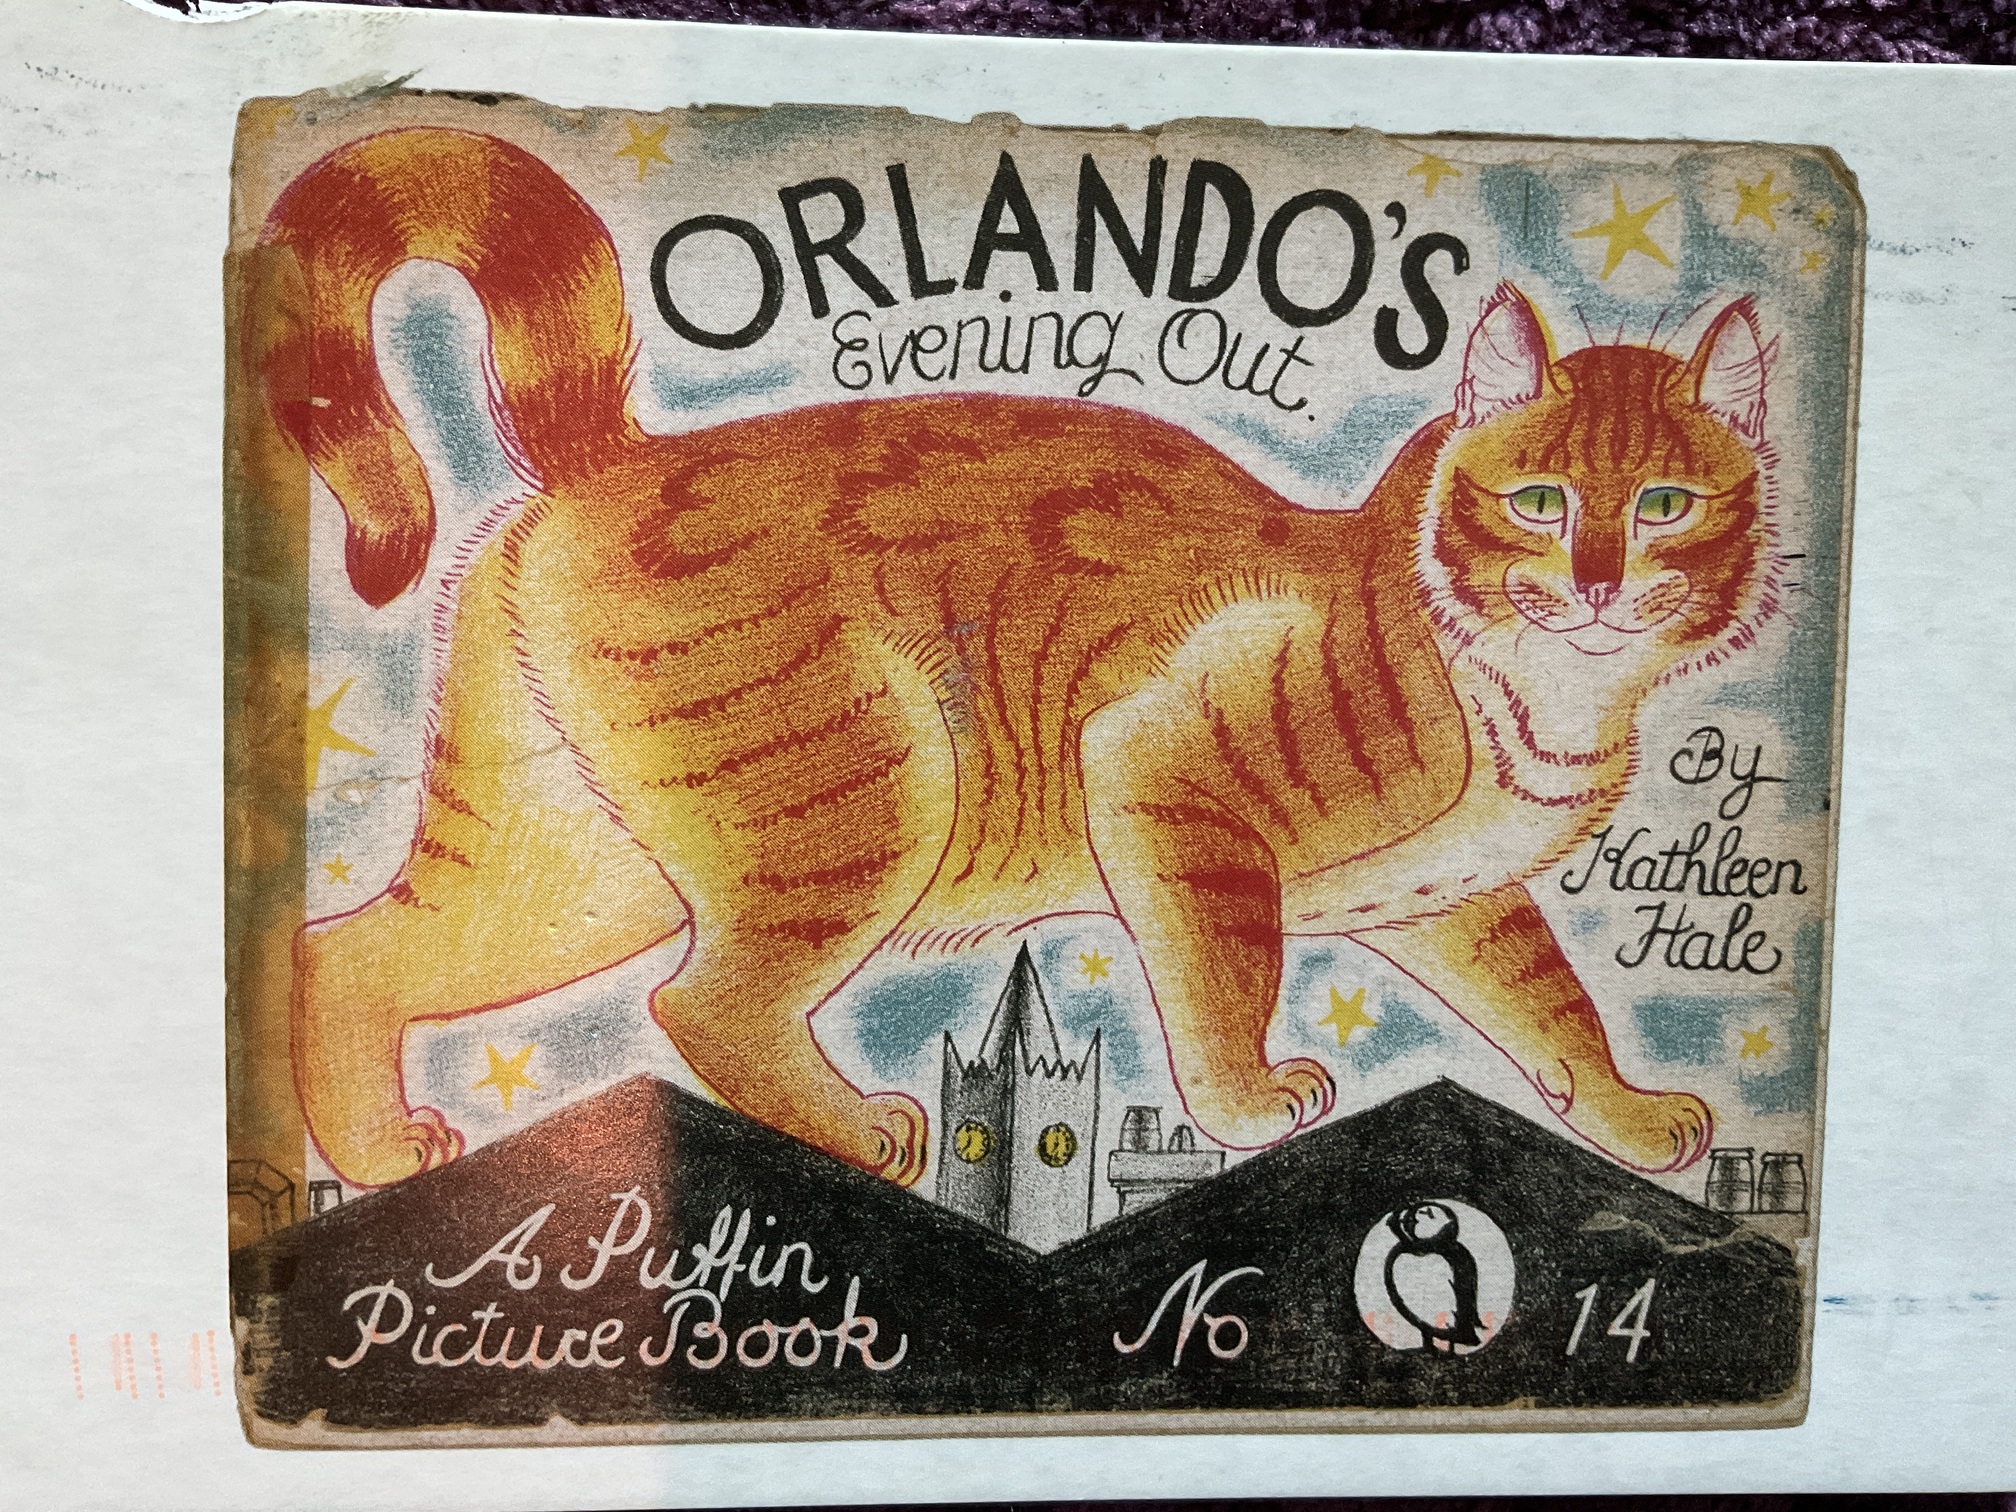 ORLANDO'S
Evening Out.
By
Kathleen
Hale
A Puffin
Picture Book
No 14